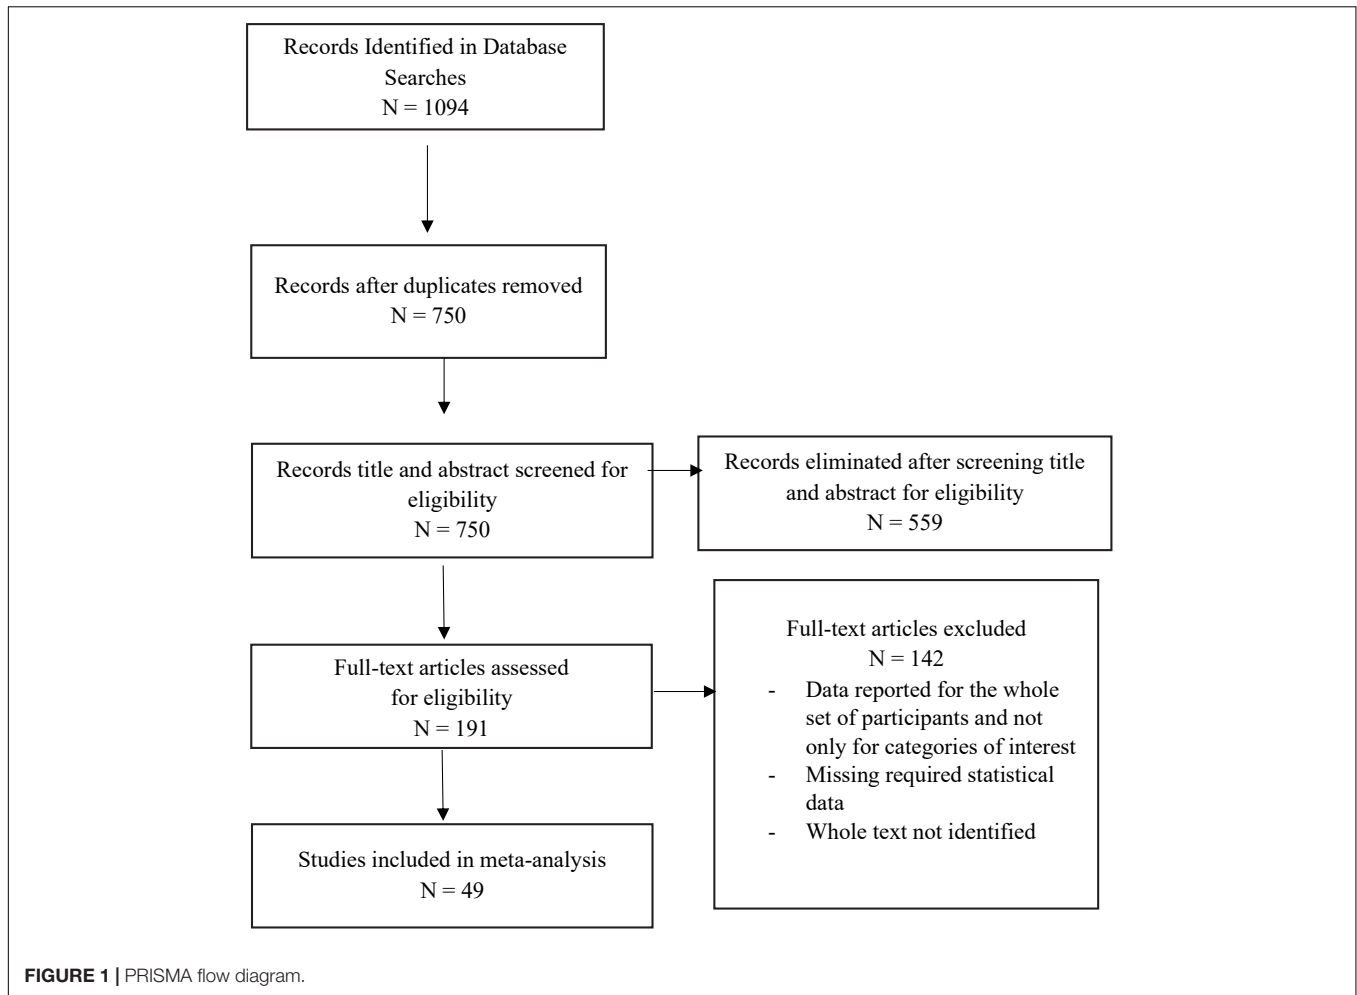 Records Identified in Database
Searches
N = 1094
Records after duplicates removed
N = 750
Records title and abstract screened for
eligibility
N = 750
Records eliminated after screening title
and abstract for eligibility
N = 559
Full-text articles assessed
for eligibility
N = 191
Full-text articles excluded
N = 142
- Data reported for the whole
set of participants and not
only for categories of interest
- Missing required statistical
data
- Whole text not identified
Studies included in meta-analysis
N = 49
FIGURE 1 | PRISMA flow diagram.